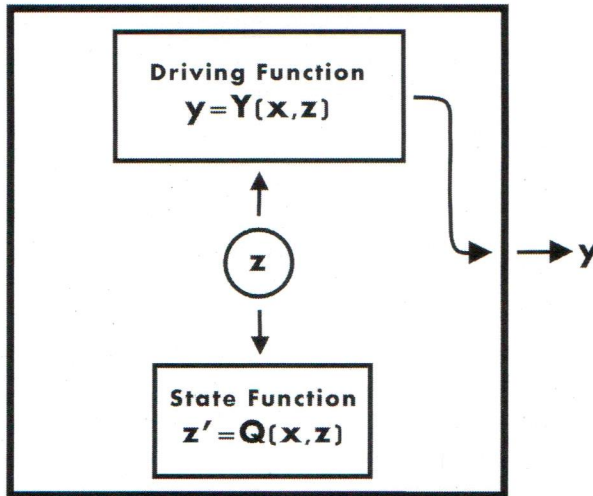 Driving Function
y=Y(x,z)
z
y
State Function
z'=Q(x,z)